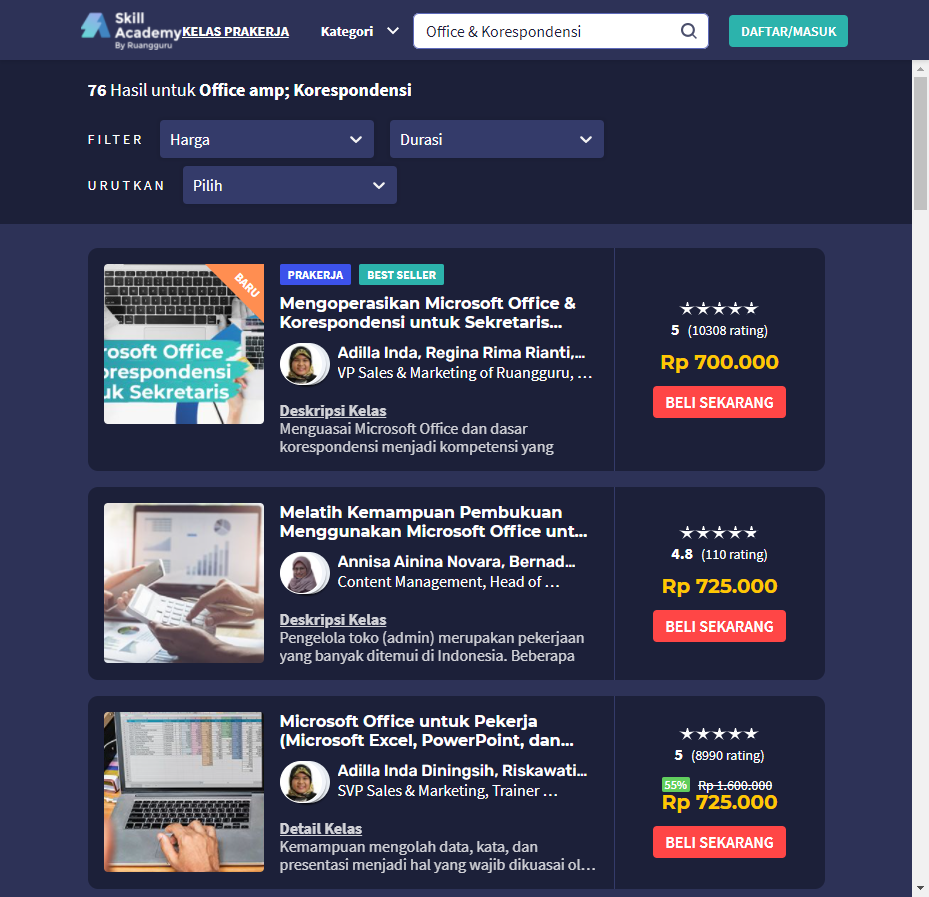 Skill
Academy
By Ruangguru
KELAS PRAKERJA
Kategori
Office & Korespondensi
DAFTAR/MASUK
76 Hasil untuk Office amp; Korespondensi
FILTER
Harga
Durasi
URUTKAN
Pilih
BARU
rosoft Office
orespondensi
uk Sekretaris
PRAKERJA
BEST SELLER
Mengoperasikan Microsoft Office &
Korespondensi untuk Sekretaris...
Adilla Inda, Regina Rima Rianti,...
VP Sales & Marketing of Ruangguru, ...
Deskripsi Kelas
Menguasai Microsoft Office dan dasar
korespondensi menjadi kompetensi yang
5 (10308 rating)
Rp 700.000
BELI SEKARANG
Melatih Kemampuan Pembukuan
Menggunakan Microsoft Office unt...
Annisa Ainina Novara, Bernad...
Content Management, Head of ...
Deskripsi Kelas
Pengelola toko (admin) merupakan pekerjaan
yang banyak ditemui di Indonesia. Beberapa
4.8 (110 rating)
Rp 725.000
BELI SEKARANG
Microsoft Office untuk Pekerja
(Microsoft Excel, PowerPoint, dan...
Adilla Inda Diningsih, Riskawati...
SVP Sales & Marketing, Trainer ...
Detail Kelas
Kemampuan mengolah data, kata, dan
presentasi menjadi hal yang wajib dikuasai ol...
5 (8990 rating)
55% Rp 1.600.000
Rp 725.000
BELI SEKARANG